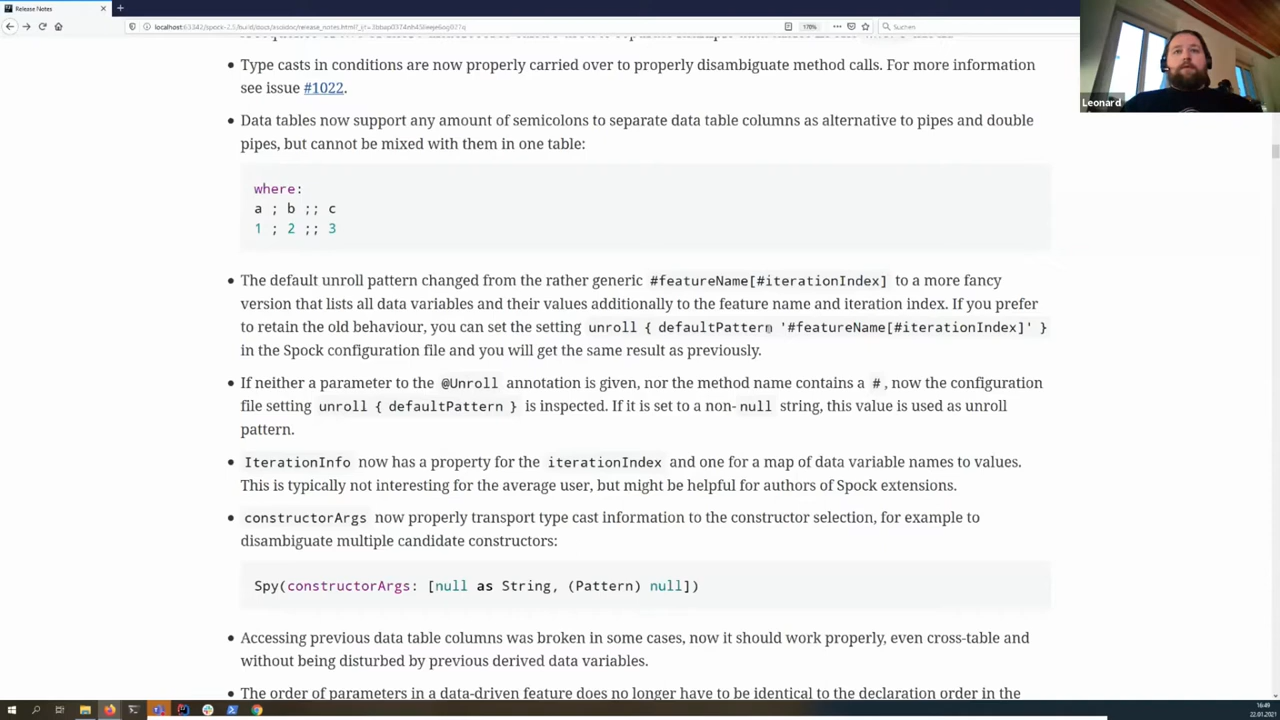 Release Notes
Suchen
170%
Leonard
Type casts in conditions are now properly carried over to properly disambiguate method calls. For more information
see issue #1022.
Data tables now support any amount of semicolons to separate data table columns as alternative to pipes and double
pipes, but cannot be mixed with them in one table:
where:
a ; b ;; c
1 ; 2 ;; 3
The default unroll pattern changed from the rather generic #featureName[#iterationIndex] to a more fancy
version that lists all data variables and their values additionally to the feature name and iteration index. If you prefer
to retain the old behaviour, you can set the setting unroll { defaultPattern '#featureName[#iterationIndex]' }
in the Spock configuration file and you will get the same result as previously.
If neither a parameter to the @Unroll annotation is given, nor the method name contains a #, now the configuration
file setting unroll { defaultPattern } is inspected. If it is set to a non- null string, this value is used as unroll
pattern.
IterationInfo now has a property for the iterationIndex and one for a map of data variable names to values.
This is typically not interesting for the average user, but might be helpful for authors of Spock extensions.
constructorArgs now properly transport type cast information to the constructor selection, for example to
disambiguate multiple candidate constructors:
Spy(constructorArgs: [null as String, (Pattern) null])
Accessing previous data table columns was broken in some cases, now it should work properly, even cross-table and
without being disturbed by previous derived data variables.
The order of parameters in a data-driven feature does no longer have to be identical to the declaration order in the
16:49
22.01.2021